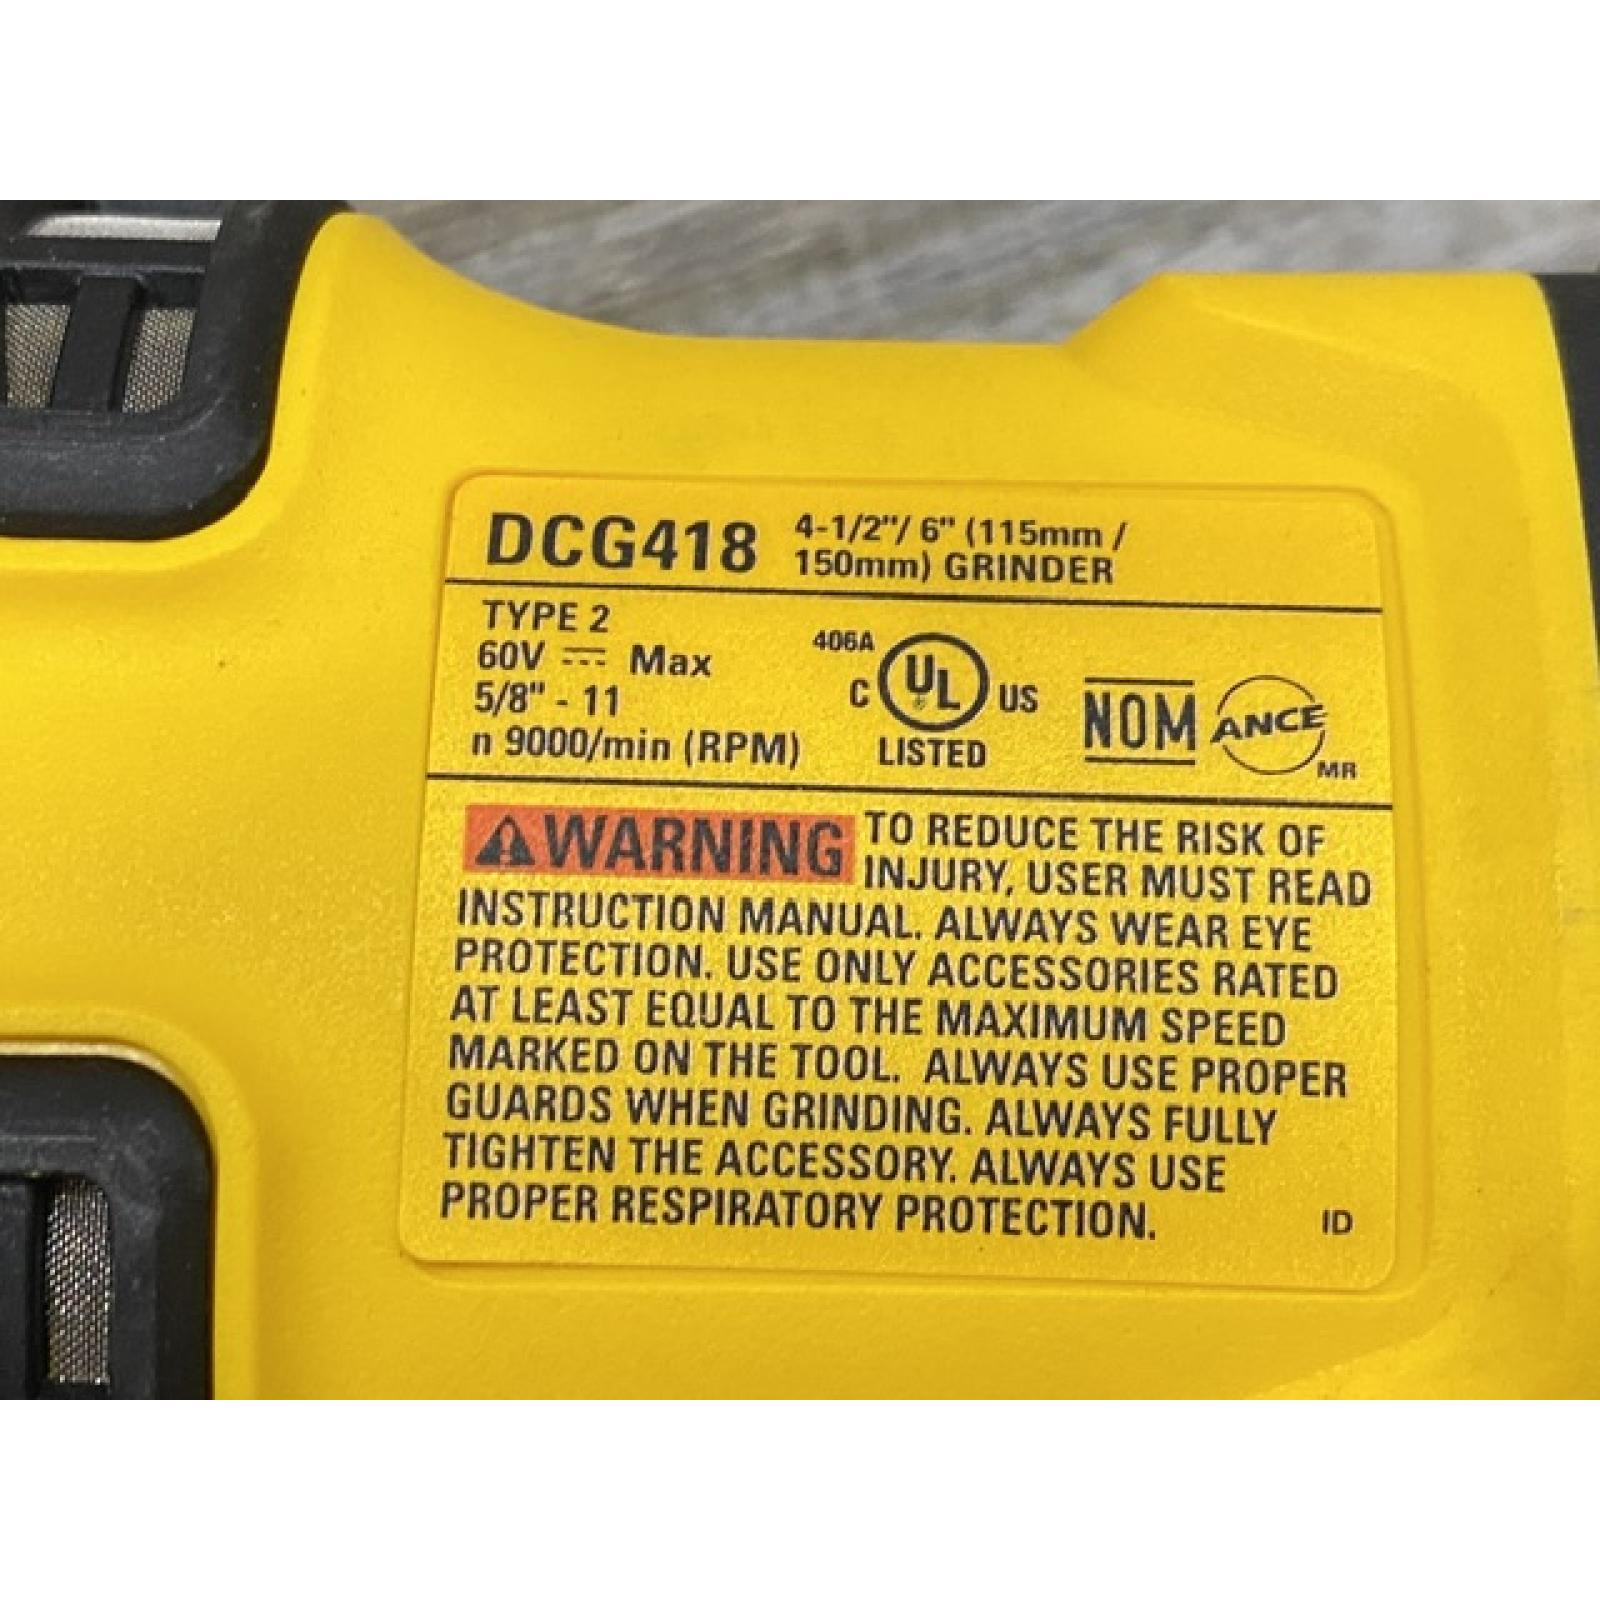 DCG418 4-1/2"/ 6" (115mm /
150mm) GRINDER
TYPE 2
60V ⎓ Max
5/8" - 11
n 9000/min (RPM)
406A
C UL US
LISTED
NOM ANCE
MR
WARNING TO REDUCE THE RISK OF
INJURY, USER MUST READ
INSTRUCTION MANUAL. ALWAYS WEAR EYE
PROTECTION. USE ONLY ACCESSORIES RATED
AT LEAST EQUAL TO THE MAXIMUM SPEED
MARKED ON THE TOOL. ALWAYS USE PROPER
GUARDS WHEN GRINDING. ALWAYS FULLY
TIGHTEN THE ACCESSORY. ALWAYS USE
PROPER RESPIRATORY PROTECTION. ID